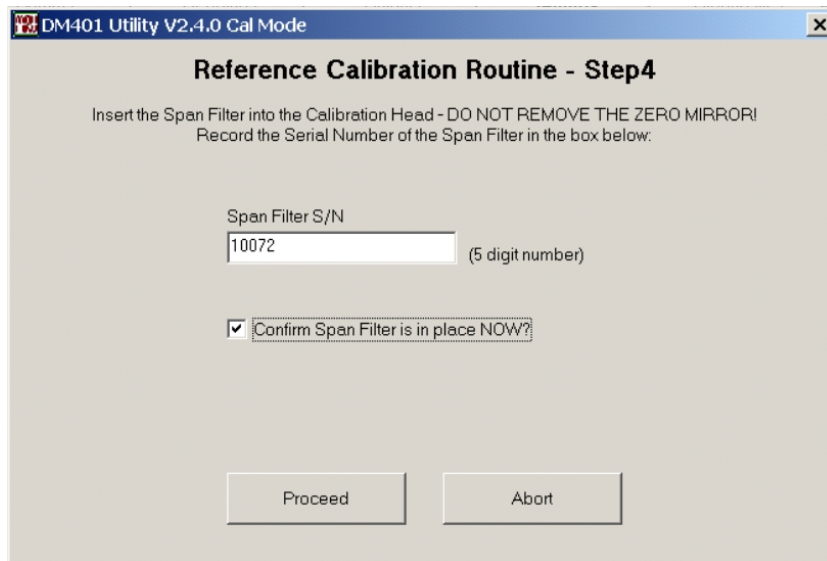 DM401 Utility V2.4.0 Cal Mode
Reference Calibration Routine - Step4
Insert the Span Filter into the Calibration Head - DO NOT REMOVE THE ZERO MIRROR!
Record the Serial Number of the Span Filter in the box below:
Span Filter S/N
10072
(5 digit number)
Confirm Span Filter is in place NOW?
Proceed
Abort